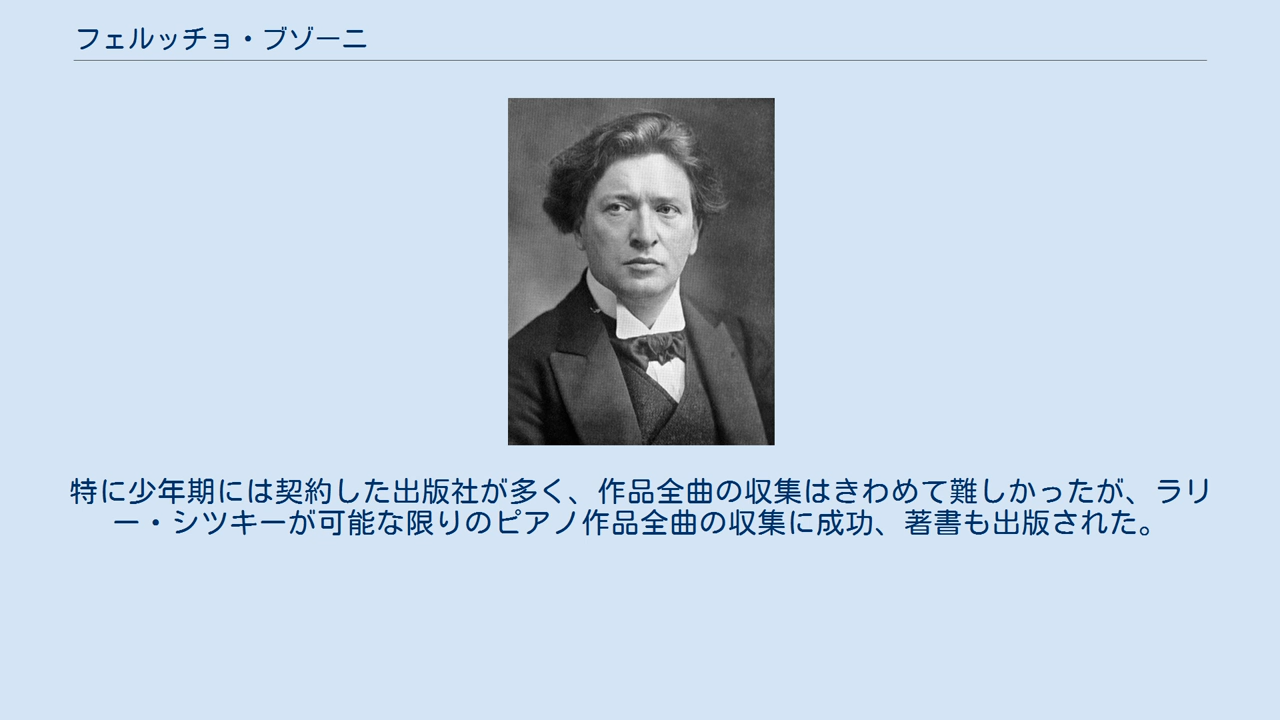 フェルッチョ・ブゾーニ
特に少年期には契約した出版社が多く、作品全曲の収集はきわめて難しかったが、ラリ
ー・シツキーが可能な限りのピアノ作品全曲の収集に成功、著書も出版された。